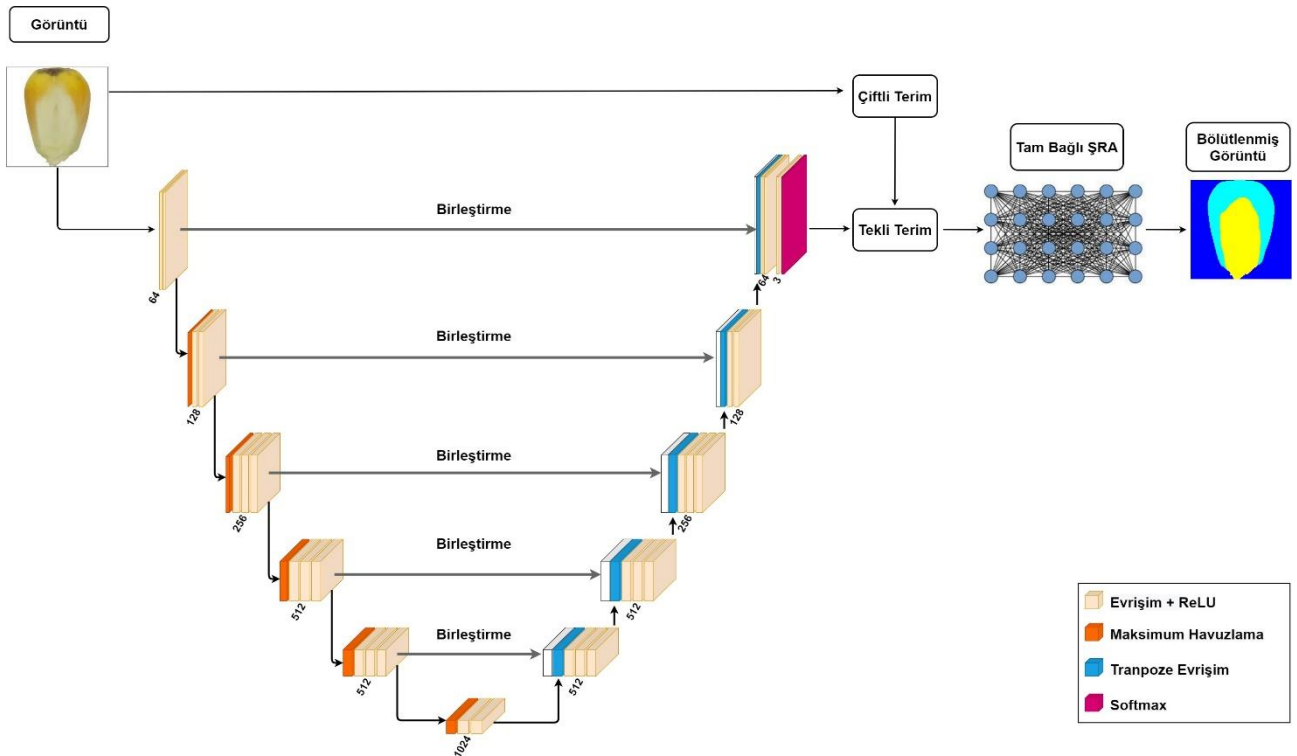 Görüntü
Çiftli Terim
Tam Bağlı ŞRA
Bölütlenmiş
Görüntü
Birleştirme
Tekli Terim
64
64
3
Birleştirme
128
128
Birleştirme
256
256
Birleştirme
512
512
Birleştirme
512
512
1024
Evrişim + ReLU
Maksimum Havuzlama
Tranpoze Evrişim
Softmax